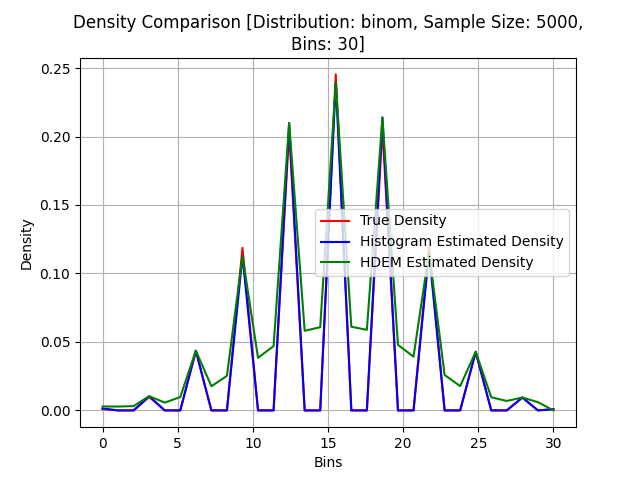 Density Comparison [Distribution: binom, Sample Size: 5000,
Bins: 30]
Density
0.25
0.20
0.15
0.10
0.05
0.00
True Density
Histogram Estimated Density
HDEM Estimated Density
0 5 10 15 20 25 30
Bins